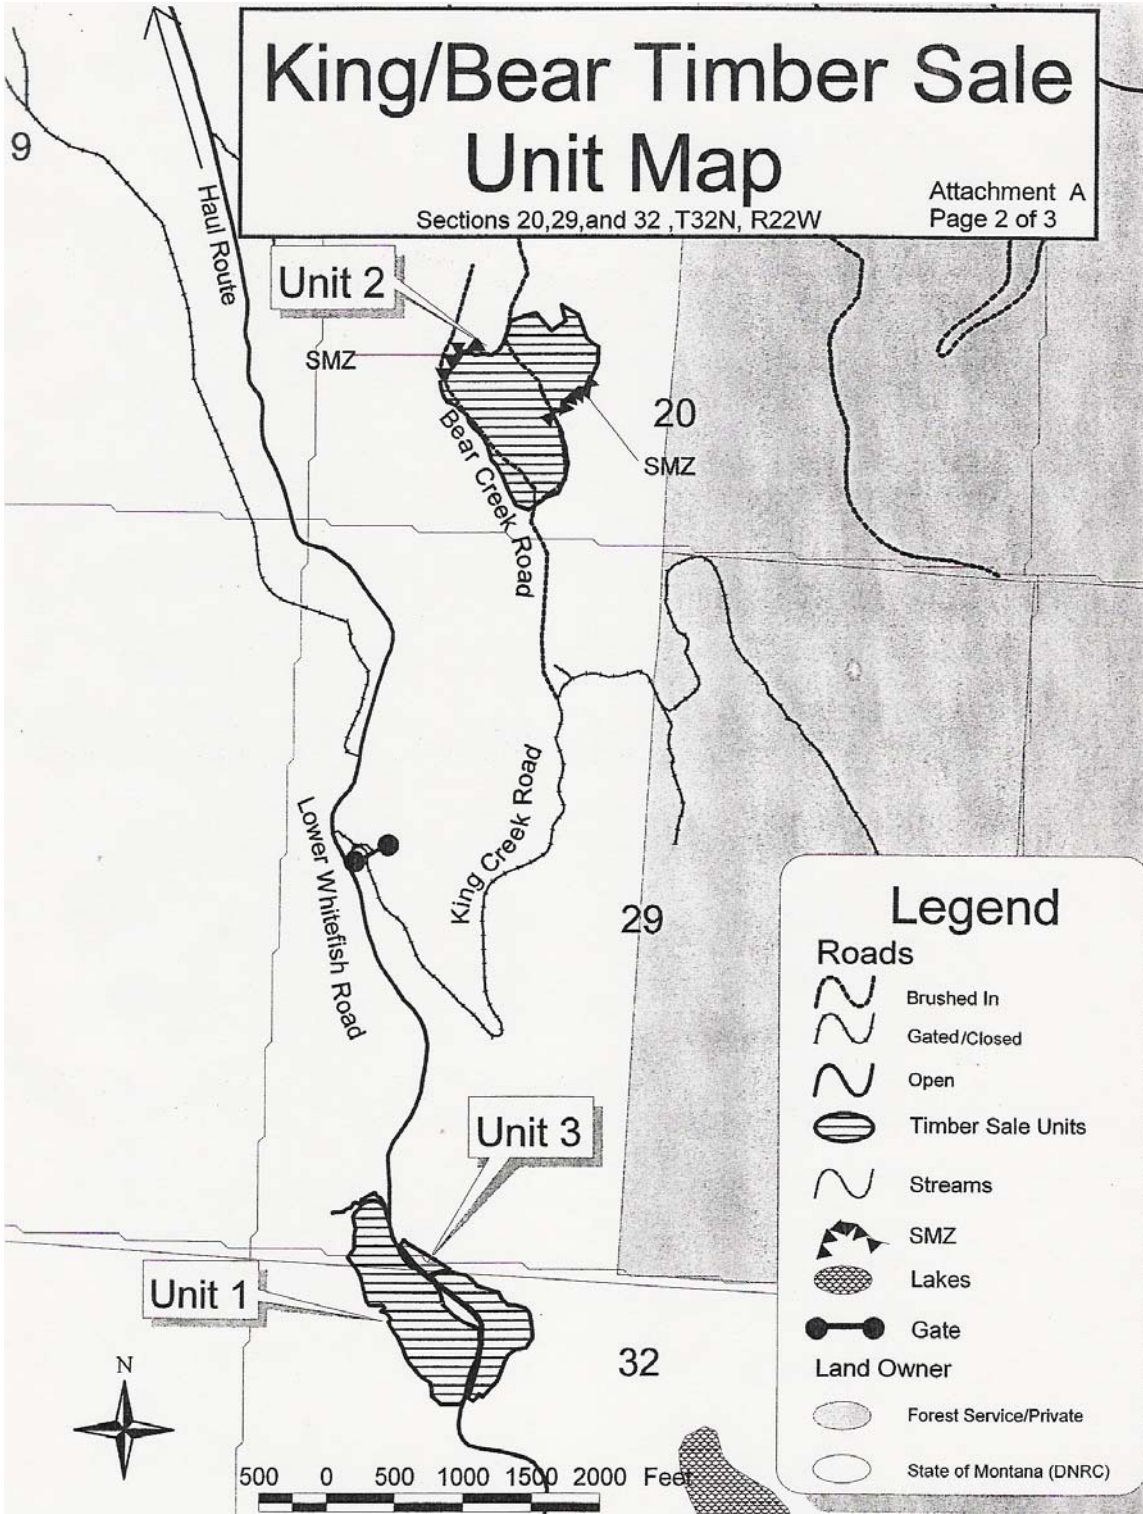 King/Bear Timber Sale
Unit Map
Attachment A
Sections 20,29,and 32 ,T32N, R22W
Page 2 of 3
9
Haul Route
Unit 2
SMZ
20
SMZ
Bear Creek Road
King Creek Road
Lower Whitefish Road
29
Unit 3
Unit 1
32
N
500 0 500 1000 1500 2000 Feet
Legend
Roads
Brushed In
Gated/Closed
Open
Timber Sale Units
Streams
SMZ
Lakes
Gate
Land Owner
Forest Service/Private
State of Montana (DNRC)